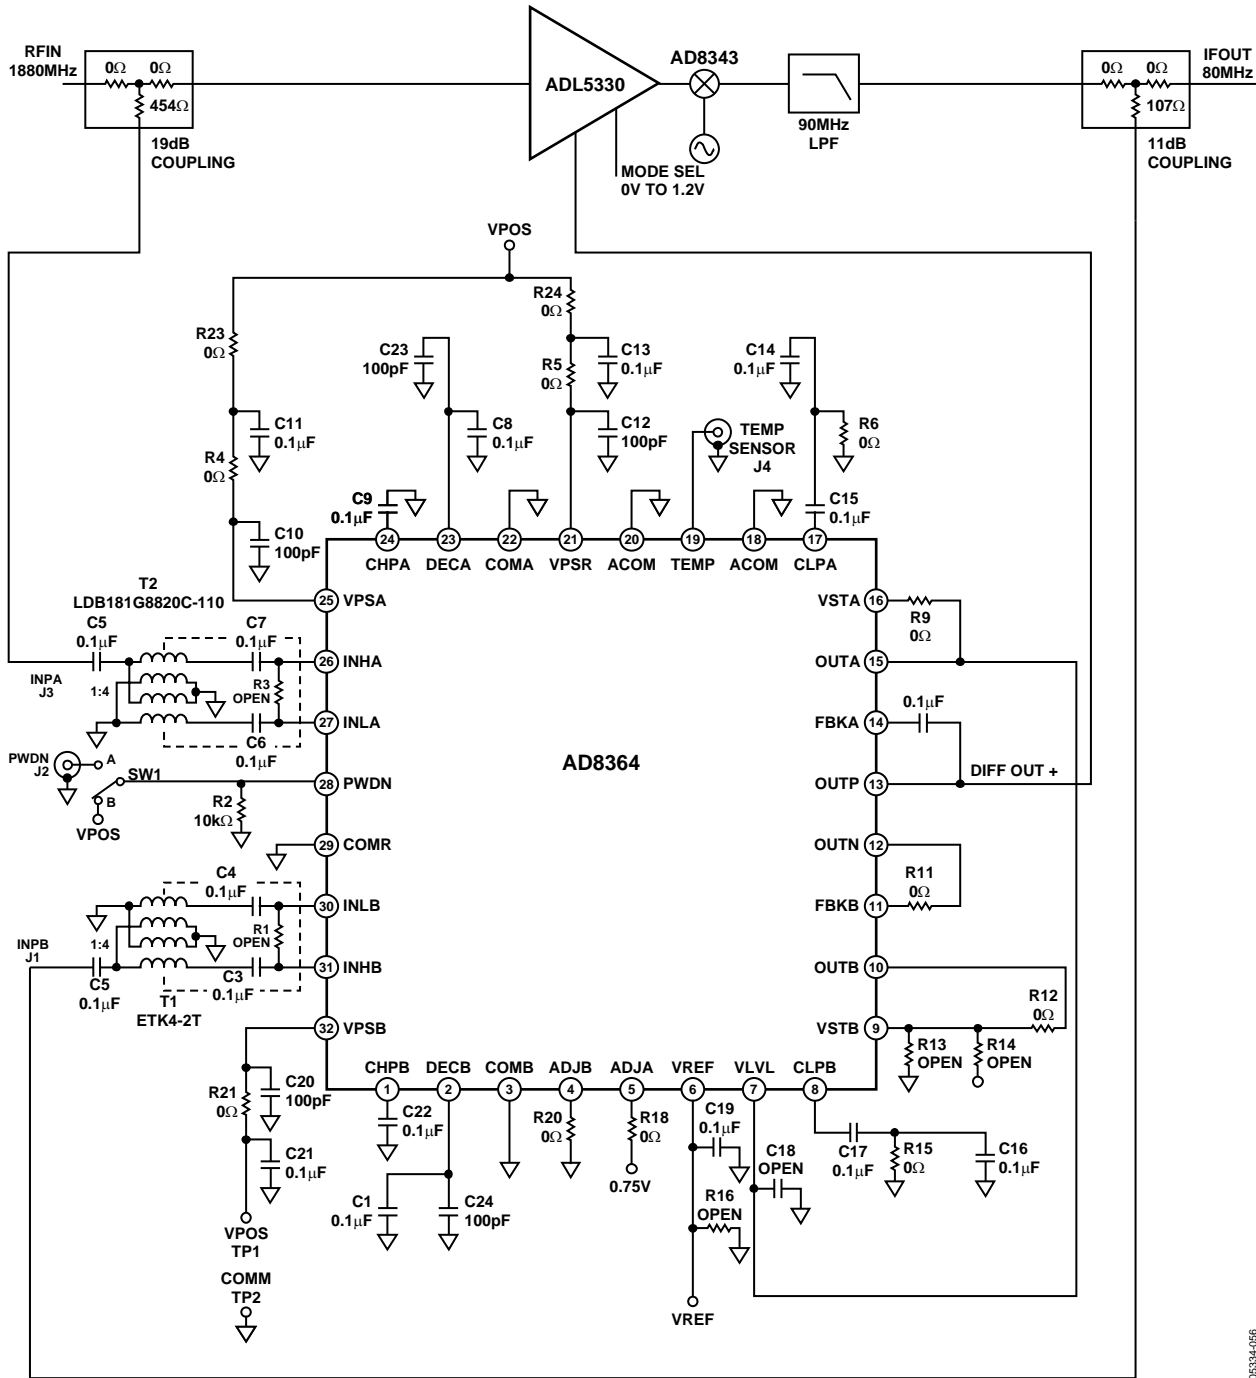 RFIN
1880MHz
0Ω 0Ω
454Ω
19dB
COUPLING
ADL5330
AD8343
MODE SEL
0V TO 1.2V
90MHz
LPF
0Ω 0Ω
107Ω
11dB
COUPLING
IFOUT
80MHz
VPOS
R23
0Ω
C11
0.1µF
R4
0Ω
C10
100pF
C23
100pF
C8
0.1µF
R24
0Ω
C13
0.1µF
R5
0Ω
C12
100pF
TEMP
SENSOR
J4
C14
0.1µF
R6
0Ω
C15
0.1µF
C9
0.1µF
24 23 22 21 20 19 18 17
CHPA DECA COMA VPSR ACOM TEMP ACOM CLPA
T2
LDB181G8820C-110
C5
0.1µF
C7
0.1µF
INPA
J3
1:4
R3
OPEN
C6
0.1µF
25 VPSA
26 INHA
27 INLA
PWDN
J2
A
SW1
B
VPOS
R2
10kΩ
28 PWDN
29 COMR
AD8364
C4
0.1µF
INPB
J1
1:4
R1
OPEN
C5
0.1µF
C3
0.1µF
T1
ETK4-2T
30 INLB
31 INHB
32 VPSB
VSTA 16
R9
0Ω
OUTA 15
0.1µF
FBKA 14
DIFF OUT +
OUTP 13
OUTN 12
R11
0Ω
FBKB 11
OUTB 10
R12
0Ω
VSTB 9
R13
OPEN
R14
OPEN
CHPB DECB COMB ADJB ADJA VREF VLVL CLPB
1 2 3 4 5 6 7 8
R21
0Ω
C20
100pF
C21
0.1µF
VPOS
TP1
COMM
TP2
C22
0.1µF
C1
0.1µF
C24
100pF
R20
0Ω
R18
0Ω
0.75V
C19
0.1µF
C18
OPEN
R16
OPEN
VREF
C17
0.1µF
R15
0Ω
C16
0.1µF
05334-056